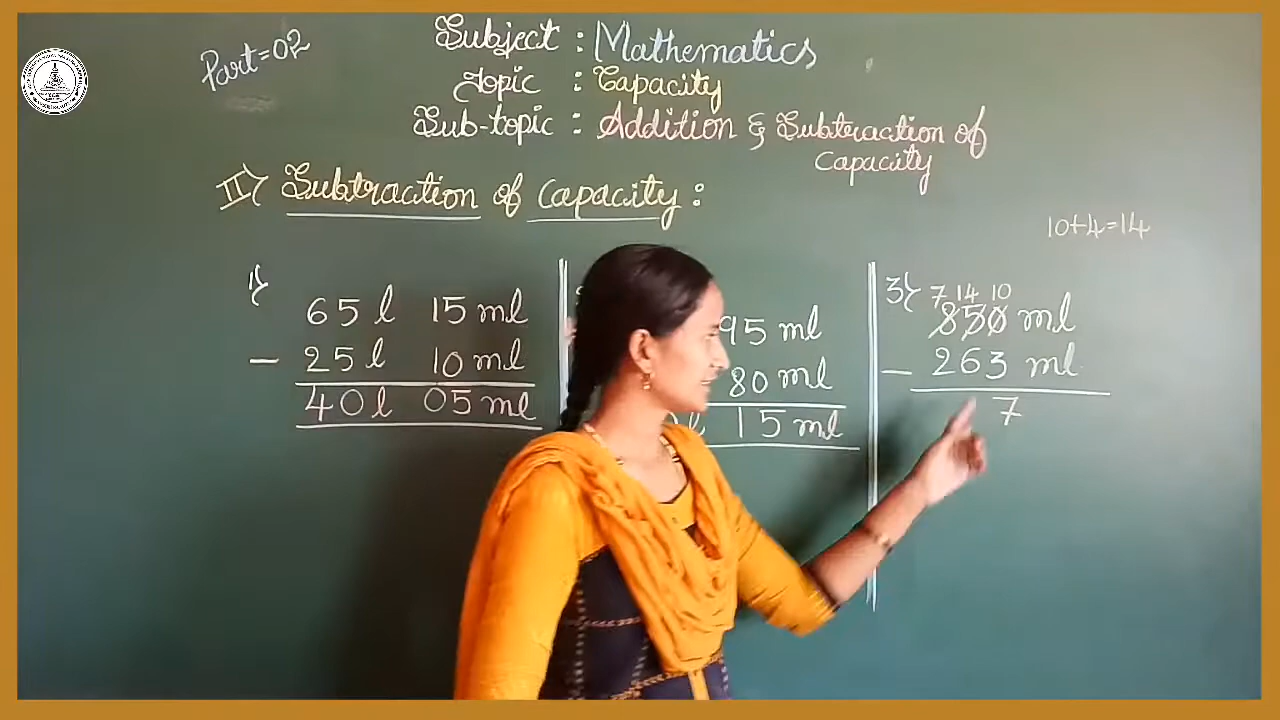 Part=02
Subject : Mathematics
Topic : Capacity
Sub-topic : Addition & Subtraction of
capacity
II) Subtraction of capacity :
10+4=14
1)
65 l 15 ml
- 25 l 10 ml
40 l 05 ml
95 ml
80 ml
l 15 ml
3) 7 14 10
850 ml
- 263 ml
7